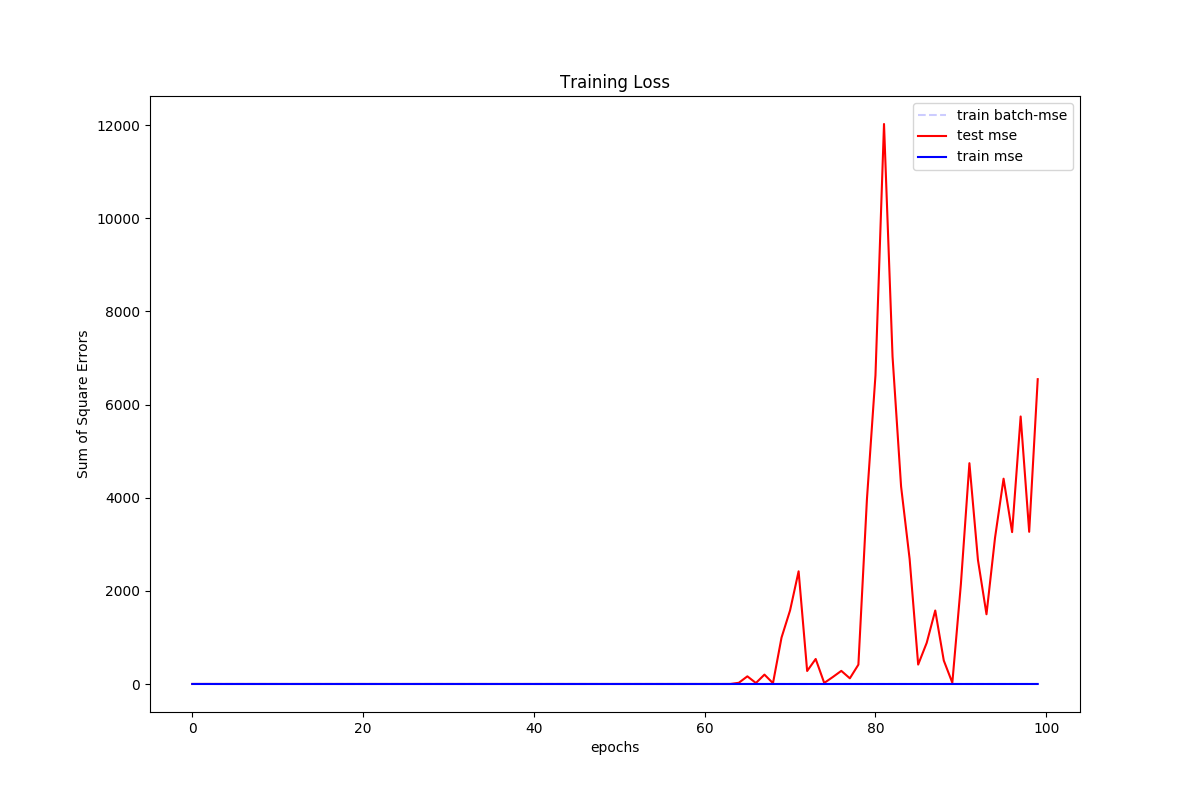 Training Loss
train batch-mse
test mse
train mse
12000
10000
8000
6000
4000
2000
0
Sum of Square Errors
0 20 40 60 80 100
epochs